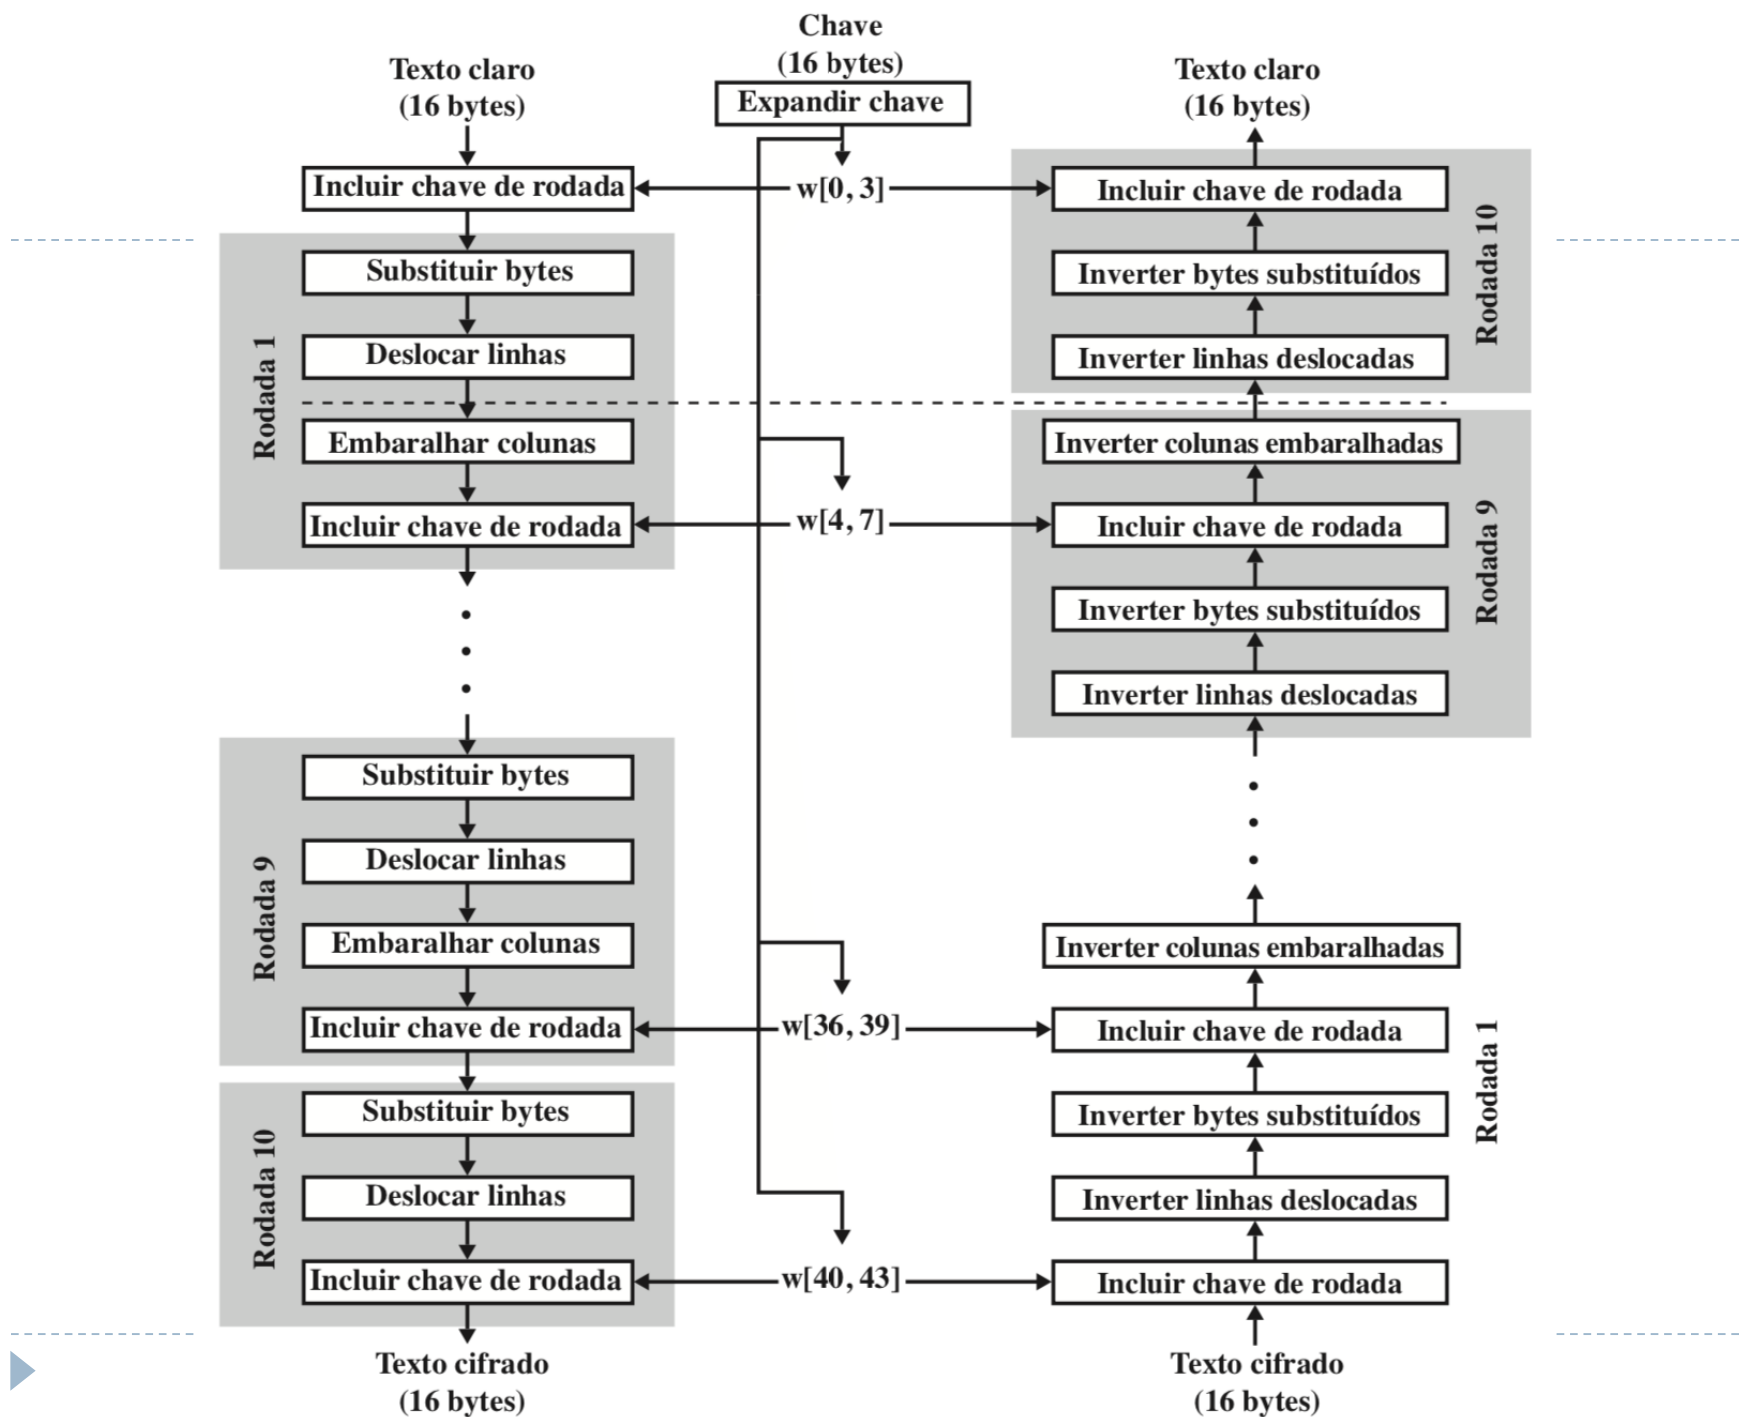 Chave
(16 bytes)
Expandir chave
Texto claro
(16 bytes)
Incluir chave de rodada
Rodada 1
Substituir bytes
Deslocar linhas
Embaralhar colunas
Incluir chave de rodada
Rodada 9
Substituir bytes
Deslocar linhas
Embaralhar colunas
Incluir chave de rodada
Rodada 10
Substituir bytes
Deslocar linhas
Incluir chave de rodada
Texto cifrado
(16 bytes)
w[0, 3]
w[4, 7]
w[36, 39]
w[40, 43]
Texto claro
(16 bytes)
Incluir chave de rodada
Inverter bytes substituídos
Inverter linhas deslocadas
Rodada 10
Inverter colunas embaralhadas
Incluir chave de rodada
Inverter bytes substituídos
Inverter linhas deslocadas
Rodada 9
Inverter colunas embaralhadas
Incluir chave de rodada
Inverter bytes substituídos
Inverter linhas deslocadas
Rodada 1
Incluir chave de rodada
Texto cifrado
(16 bytes)